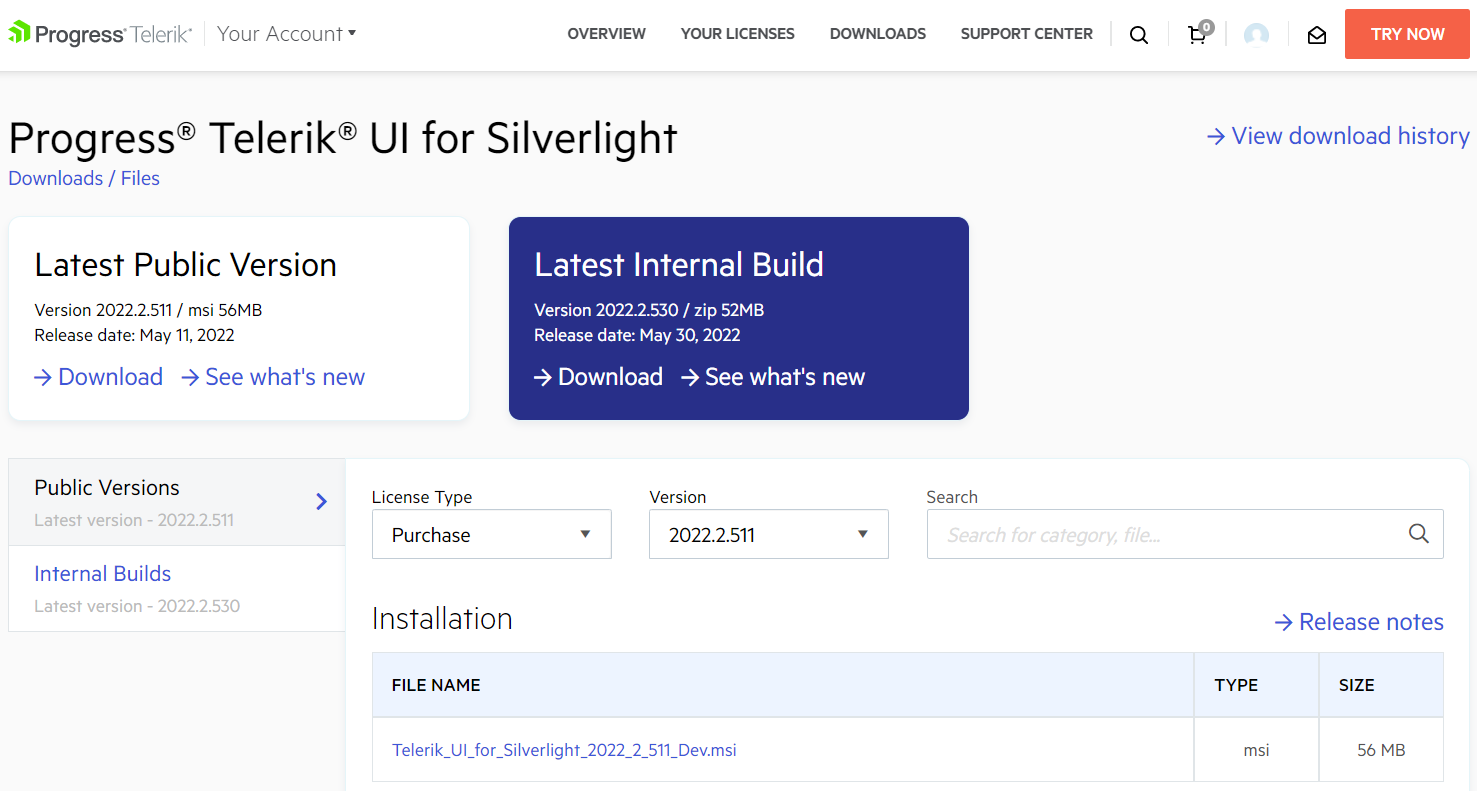 Progress® Telerik® Your Account
OVERVIEW YOUR LICENSES DOWNLOADS SUPPORT CENTER 0 TRY NOW
Progress® Telerik® UI for Silverlight
View download history
Downloads / Files
Latest Public Version
Version 2022.2.511 / msi 56MB
Release date: May 11, 2022
Download See what's new
Latest Internal Build
Version 2022.2.530 / zip 52MB
Release date: May 30, 2022
Download See what's new
Public Versions
Latest version - 2022.2.511
Internal Builds
Latest version - 2022.2.530
License Type Version Search
Purchase 2022.2.511 Search for category, file...
Installation Release notes
FILE NAME TYPE SIZE
Telerik_UI_for_Silverlight_2022_2_511_Dev.msi msi 56 MB